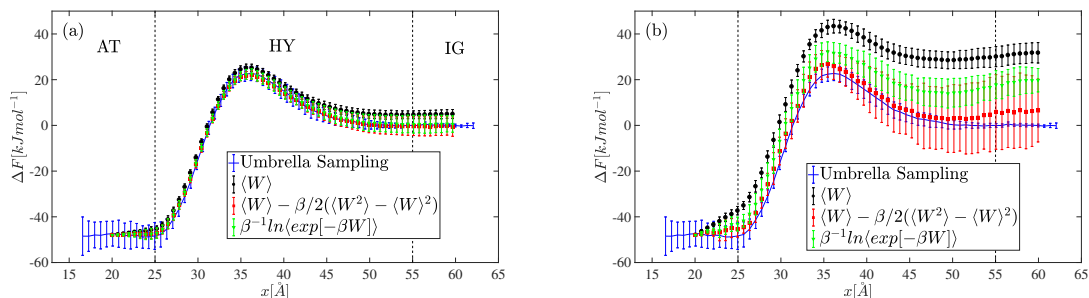 (a)
AT
HY
IG
40
20
0
-20
-40
-60
ΔF[kJmol⁻¹]
Umbrella Sampling
⟨W⟩
⟨W⟩ − β/2(⟨W²⟩ − ⟨W⟩²)
β⁻¹ln⟨exp[−βW]⟩
15 20 25 30 35 40 45 50 55 60 65
x[Å]
(b)
40
20
0
-20
-40
-60
ΔF[kJmol⁻¹]
Umbrella Sampling
⟨W⟩
⟨W⟩ − β/2(⟨W²⟩ − ⟨W⟩²)
β⁻¹ln⟨exp[−βW]⟩
15 20 25 30 35 40 45 50 55 60 65
x[Å]